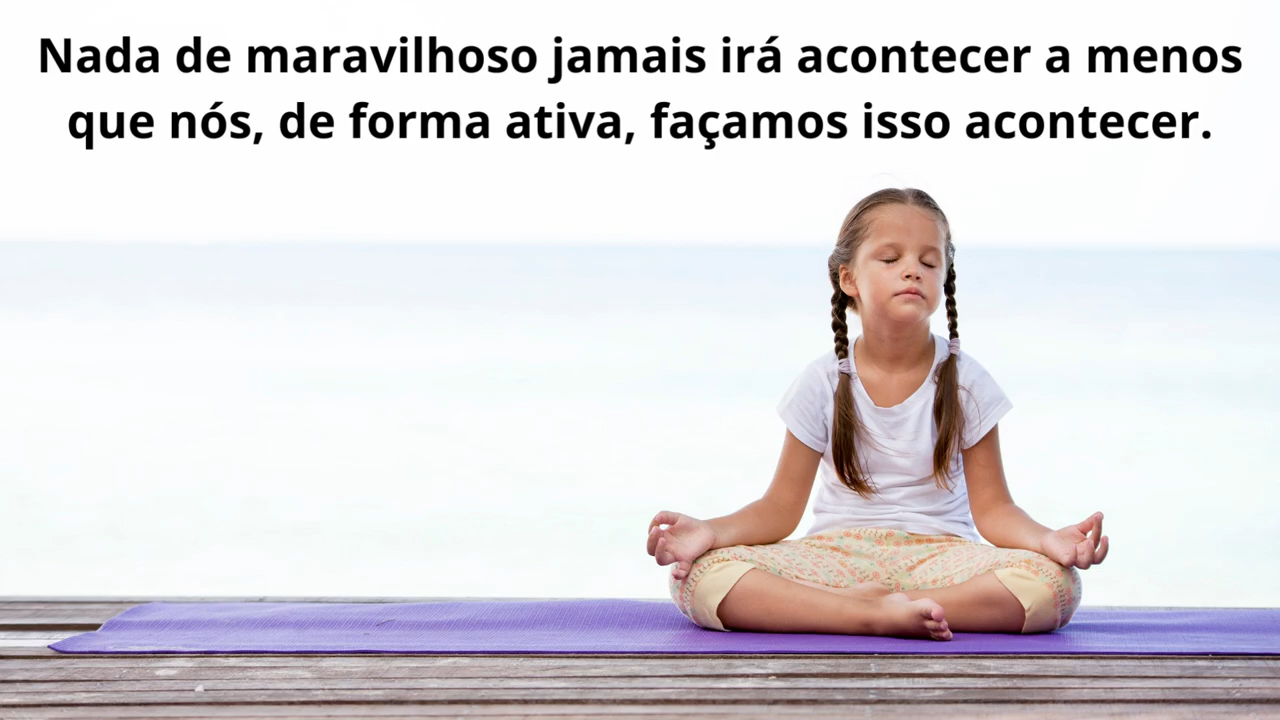 Nada de maravilhoso jamais irá acontecer a menos
que nós, de forma ativa, façamos isso acontecer.